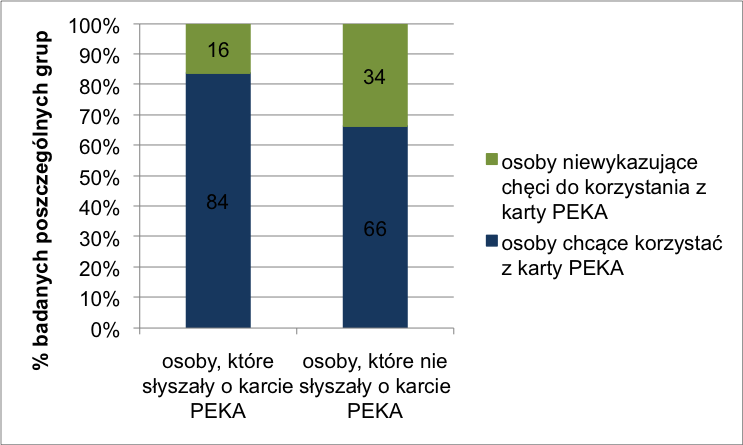 % badanych poszczególnych grup
100%
90%
80%
70%
60%
50%
40%
30%
20%
10%
0%
16
84
34
66
osoby, które
słyszały o karcie
PEKA
osoby, które nie
słyszały o karcie
PEKA
osoby niewykazujące
chęci do korzystania z
karty PEKA
osoby chcące korzystać
z karty PEKA